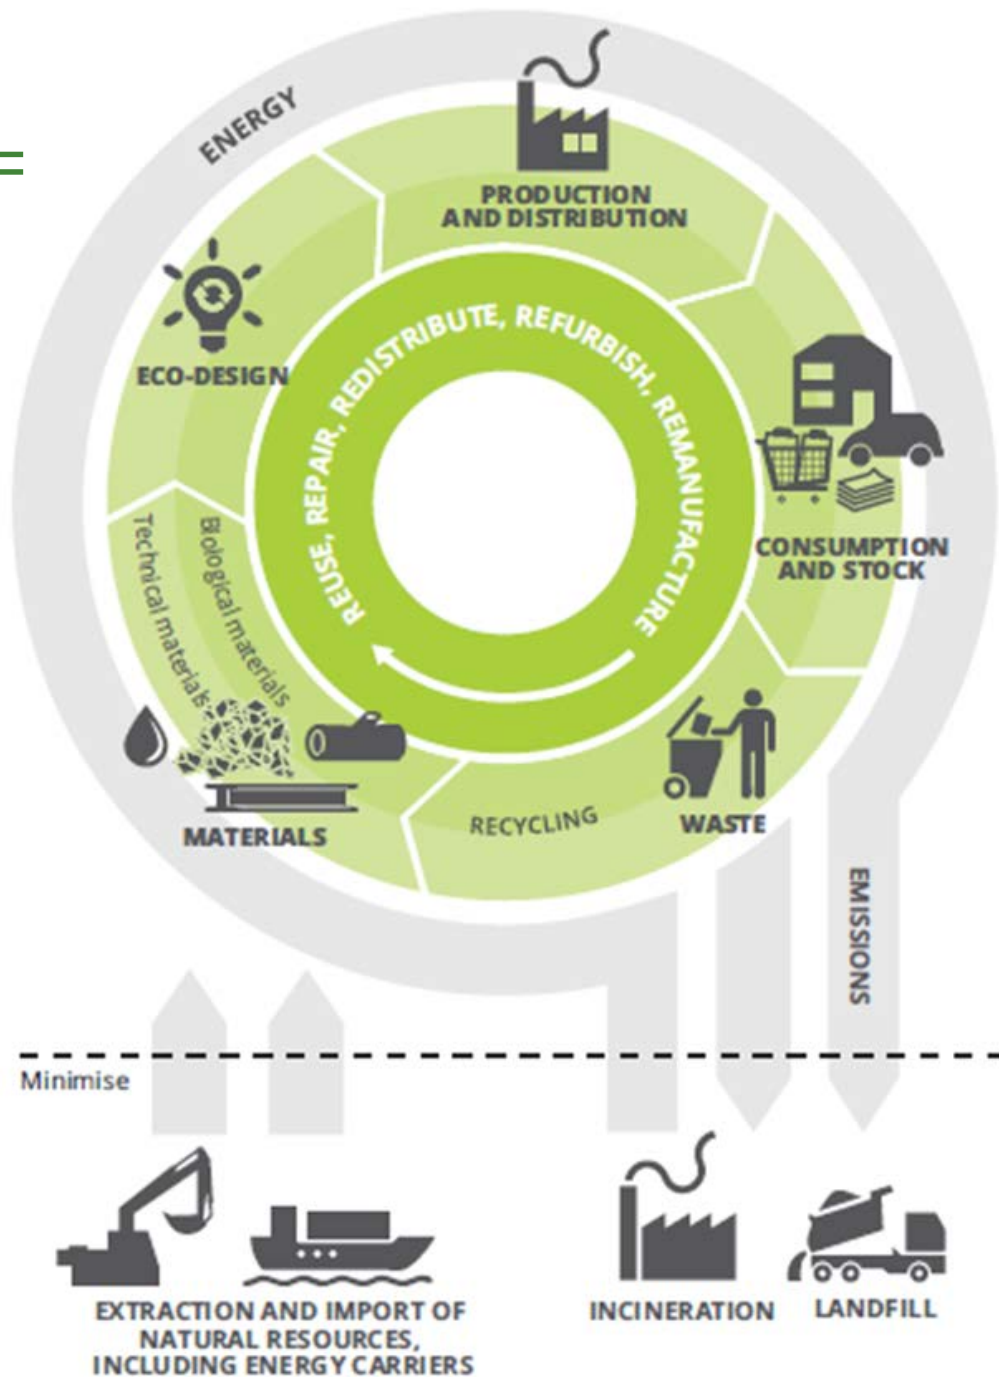 ENERGY
PRODUCTION
AND DISTRIBUTION
ECO-DESIGN
REUSE, REPAIR, REDISTRIBUTE, REFURBISH, REMANUFACTURE
CONSUMPTION
AND STOCK
Technical materials
Biological materials
MATERIALS
RECYCLING
WASTE
EMISSIONS
Minimise
EXTRACTION AND IMPORT OF
NATURAL RESOURCES,
INCLUDING ENERGY CARRIERS
INCINERATION
LANDFILL